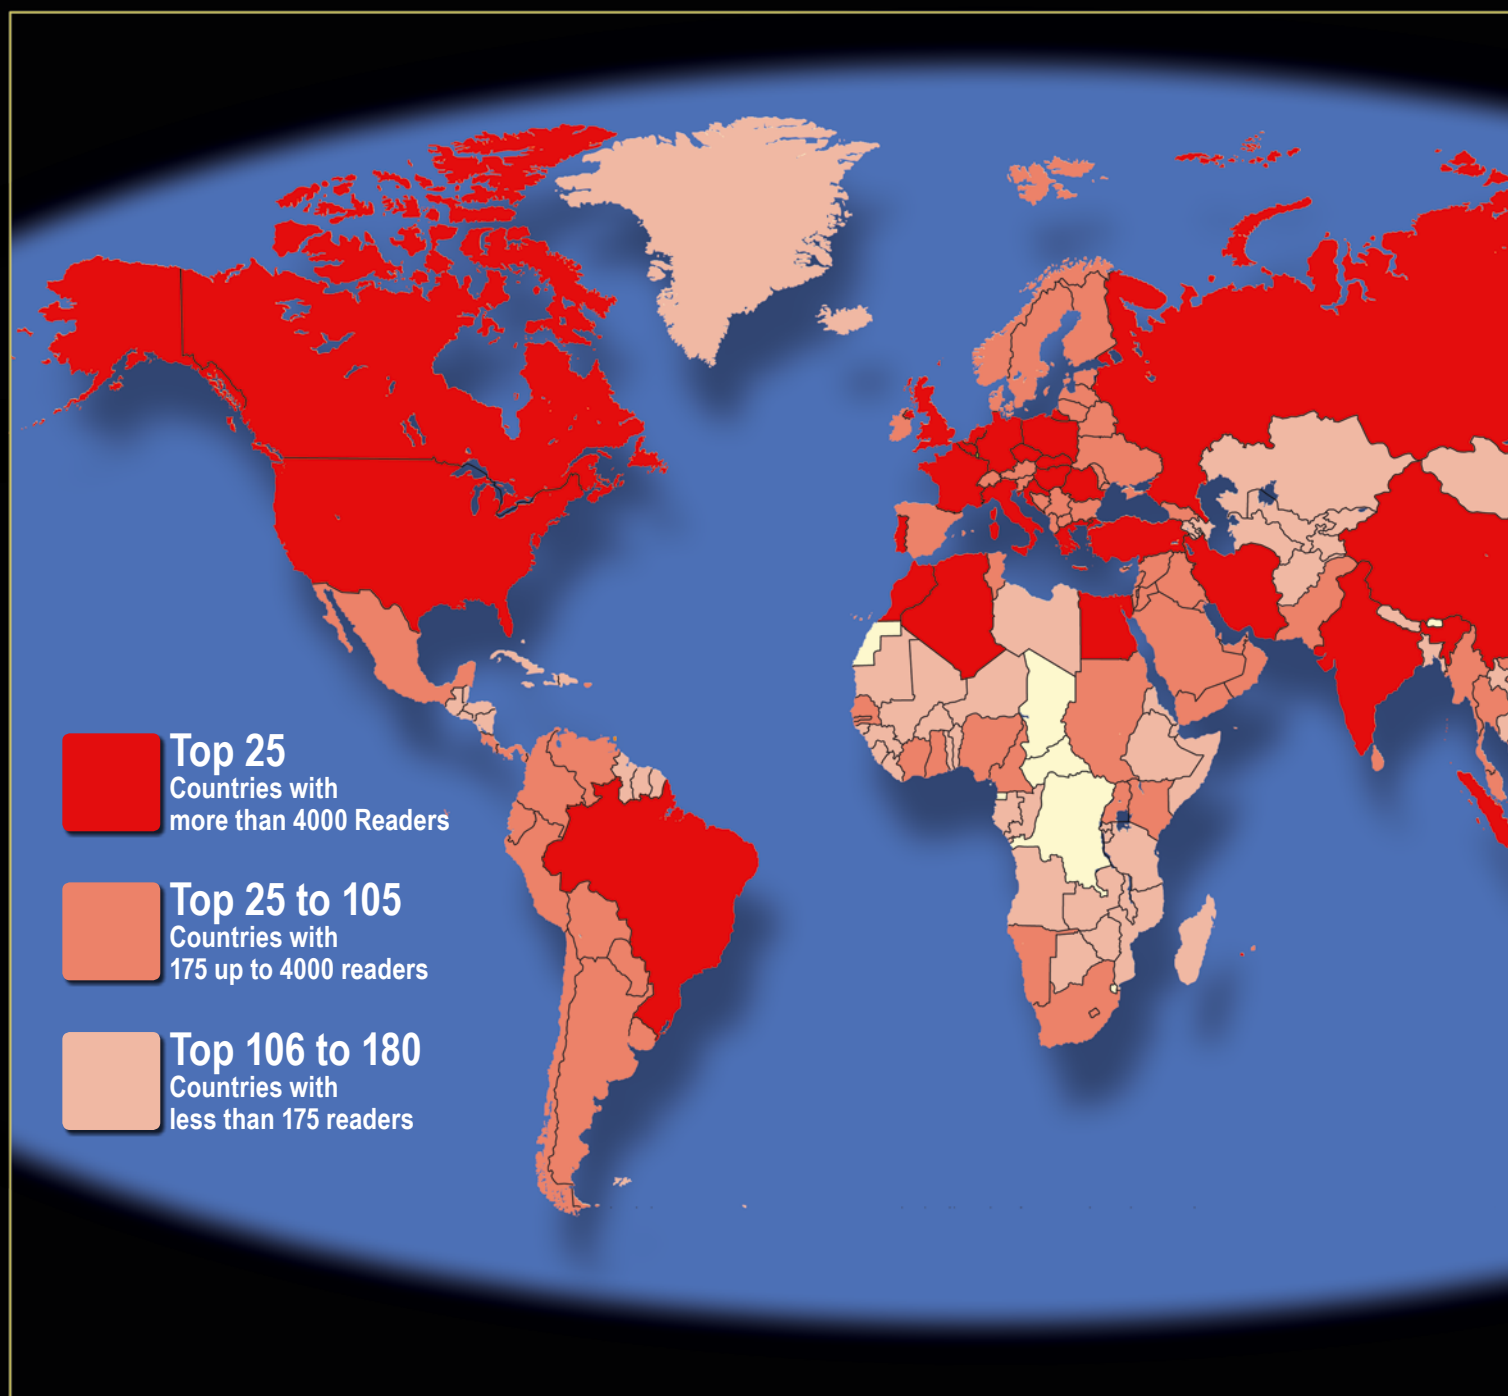 Top 25
Countries with
more than 4000 Readers
Top 25 to 105
Countries with
175 up to 4000 readers
Top 106 to 180
Countries with
less than 175 readers